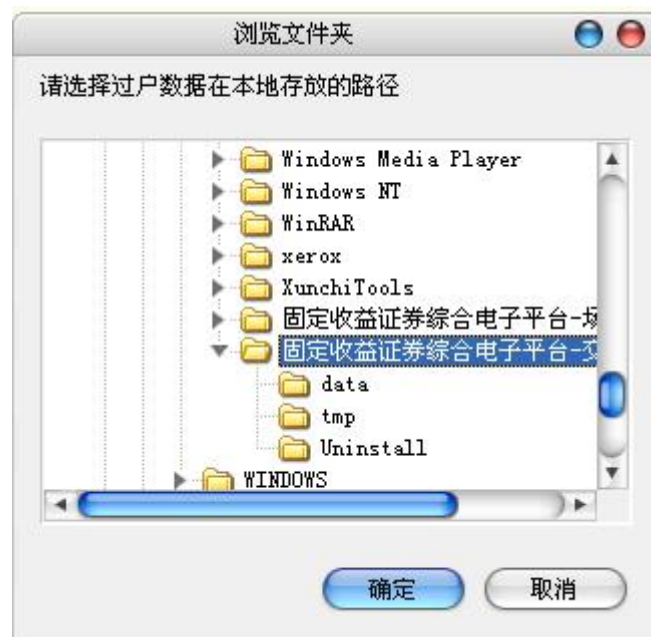 浏览文件夹
请选择过户数据在本地存放的路径
Windows Media Player
Windows NT
WinRAR
xerox
XunchiTools
固定收益证券综合电子平台-场
固定收益证券综合电子平台-交
data
tmp
Uninstall
WINDOWS
确定
取消